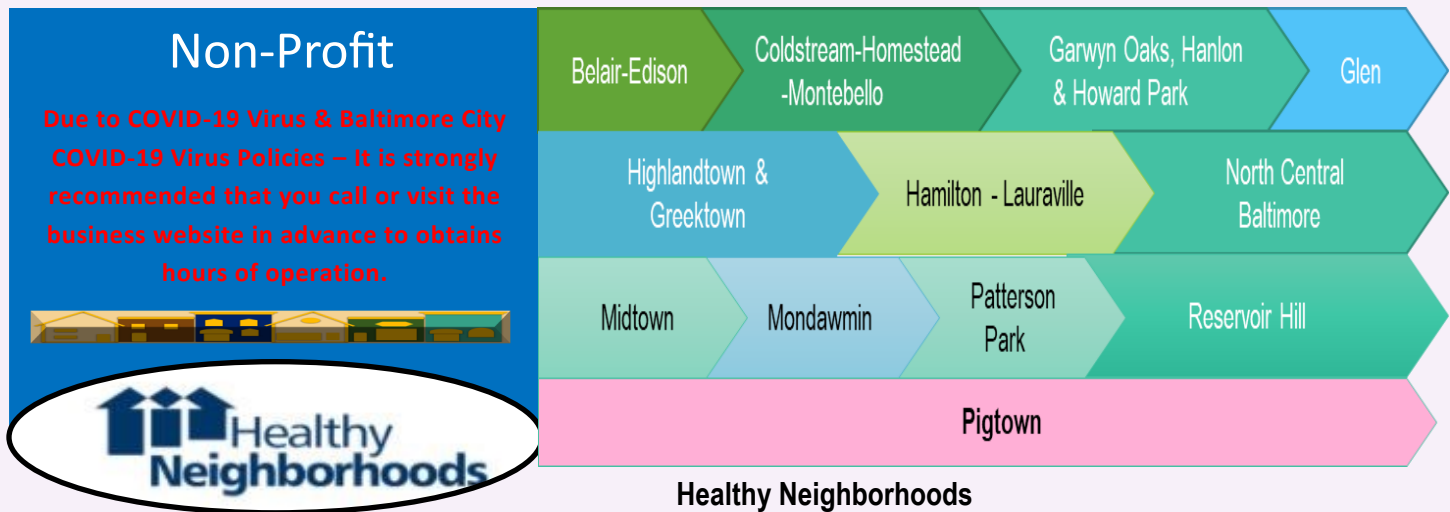 Non-Profit
Due to COVID-19 Virus & Baltimore City
COVID-19 Virus Policies – It is strongly
recommended that you call or visit the
business website in advance to obtains
hours of operation.
Healthy
Neighborhoods
Belair-Edison
Coldstream-Homestead
-Montebello
Garwyn Oaks, Hanlon
& Howard Park
Glen
Highlandtown &
Greektown
Hamilton - Lauraville
North Central
Baltimore
Midtown
Mondawmin
Patterson
Park
Reservoir Hill
Pigtown
Healthy Neighborhoods